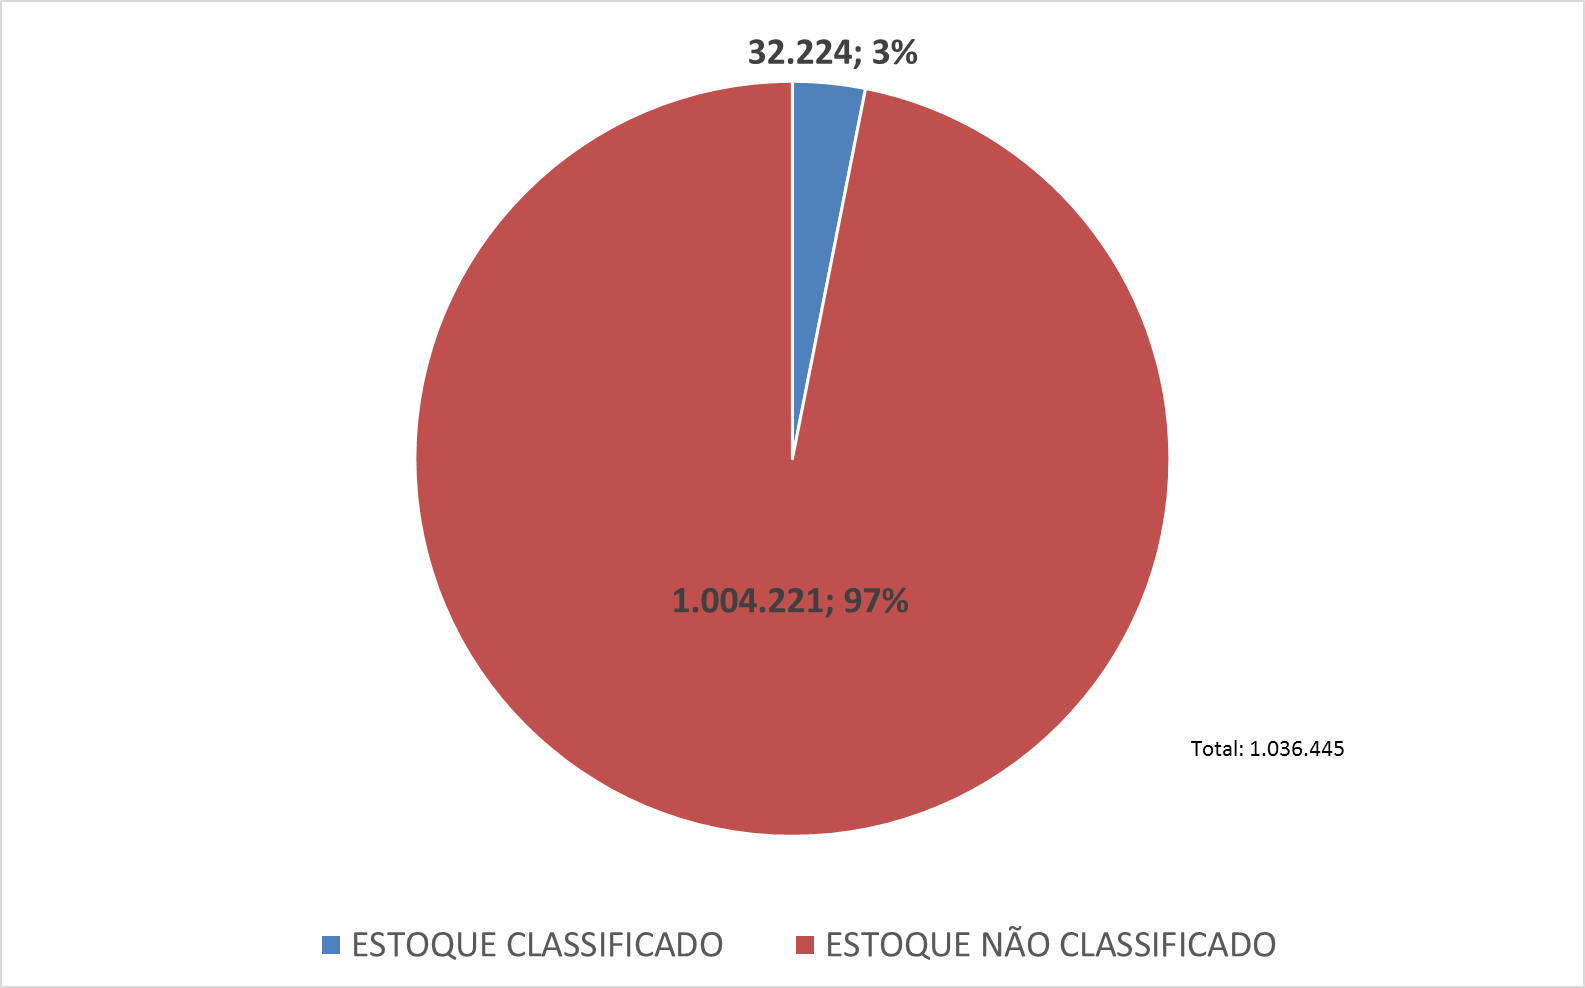 32.224; 3%
1.004.221; 97%
Total: 1.036.445
ESTOQUE CLASSIFICADO
ESTOQUE NÃO CLASSIFICADO